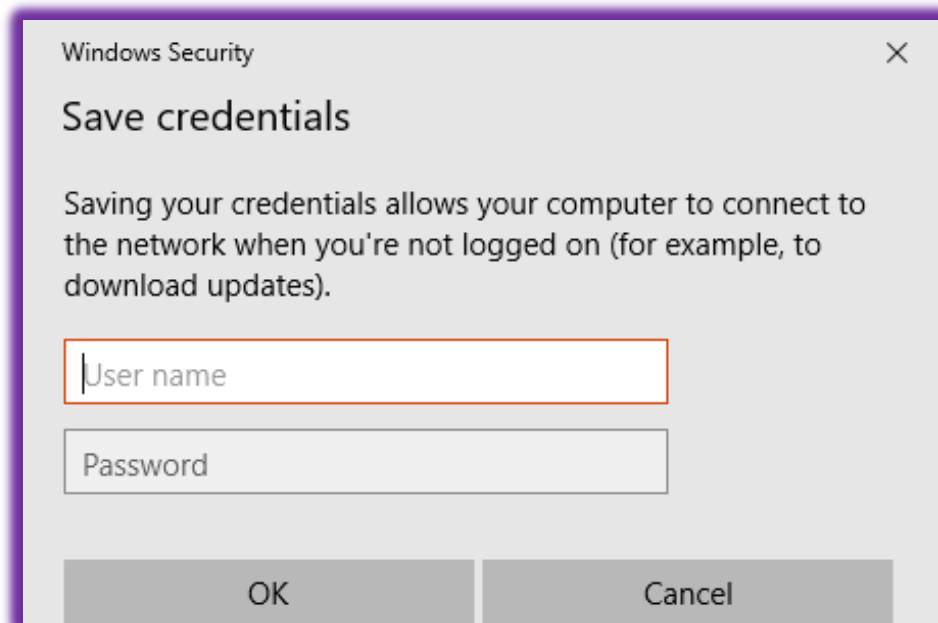 Windows Security
Save credentials
Saving your credentials allows your computer to connect to
the network when you're not logged on (for example, to
download updates).
User name
Password
OK
Cancel